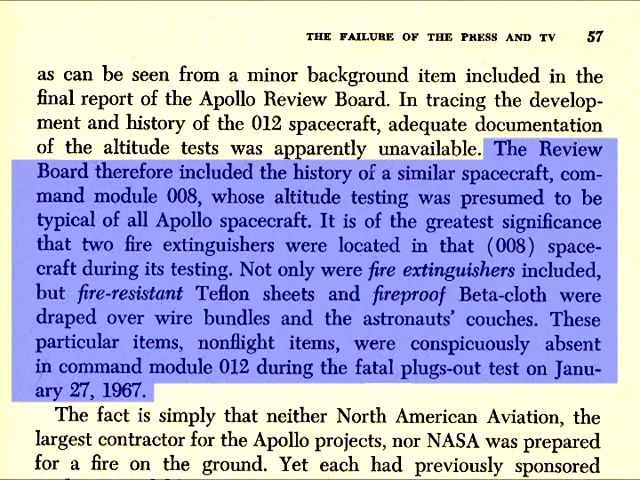 THE FAILURE OF THE PRESS AND TV 57
as can be seen from a minor background item included in the
final report of the Apollo Review Board. In tracing the develop-
ment and history of the 012 spacecraft, adequate documentation
of the altitude tests was apparently unavailable. The Review
Board therefore included the history of a similar spacecraft, com-
mand module 008, whose altitude testing was presumed to be
typical of all Apollo spacecraft. It is of the greatest significance
that two fire extinguishers were located in that (008) space-
craft during its testing. Not only were fire extinguishers included,
but fire-resistant Teflon sheets and fireproof Beta-cloth were
draped over wire bundles and the astronauts' couches. These
particular items, nonflight items, were conspicuously absent
in command module 012 during the fatal plugs-out test on Janu-
ary 27, 1967.
The fact is simply that neither North American Aviation, the
largest contractor for the Apollo projects, nor NASA was prepared
for a fire on the ground. Yet each had previously sponsored